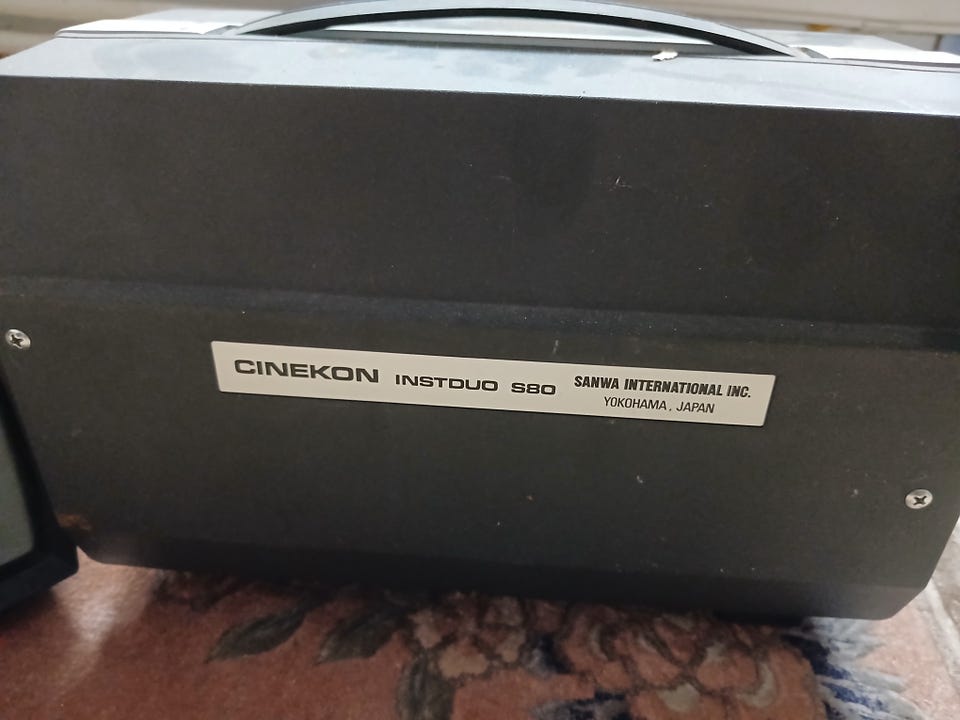 CINEKON INSTDUO S80 SANWA INTERNATIONAL INC.
YOKOHAMA, JAPAN